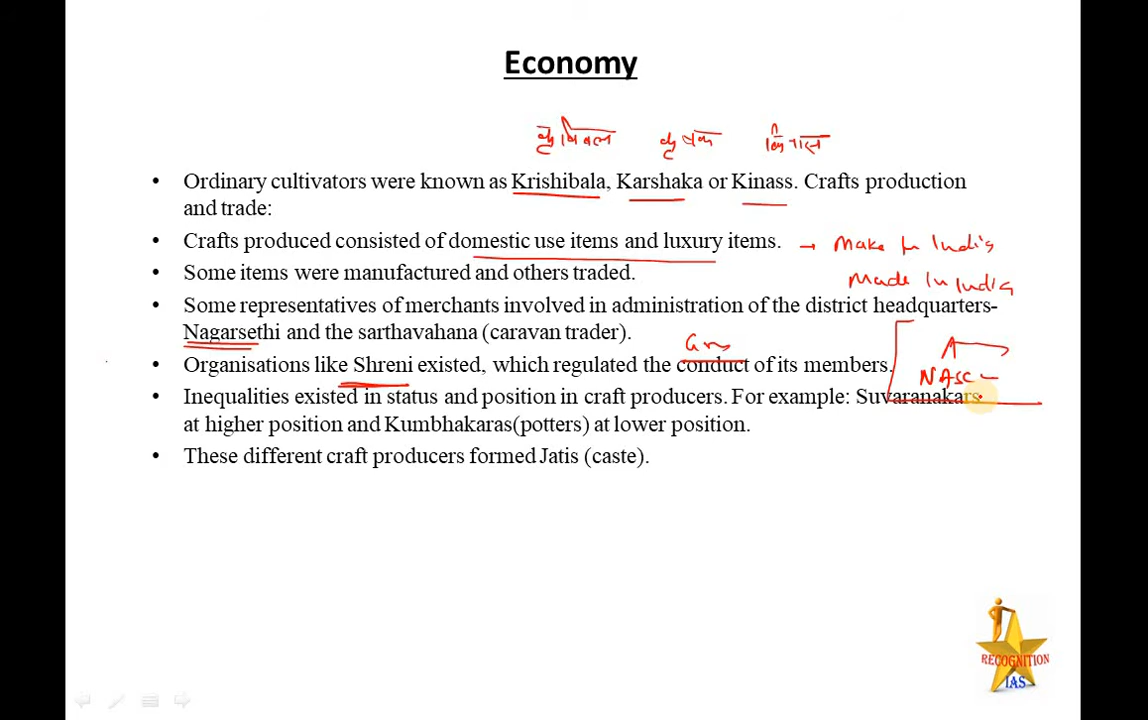 Economy
Ordinary cultivators were known as Krishibala, Karshaka or Kinass. Crafts production
and trade:
Crafts produced consisted of domestic use items and luxury items. → Make for India
Some items were manufactured and others traded. Made In India
Some representatives of merchants involved in administration of the district headquarters-
Nagarsethi and the sarthavahana (caravan trader).
Organisations like Shreni existed, which regulated the conduct of its members.
A
NASC
Inequalities existed in status and position in craft producers. For example: Suvaranakars
at higher position and Kumbhakaras(potters) at lower position.
These different craft producers formed Jatis (caste).
RECOGNITION
IAS